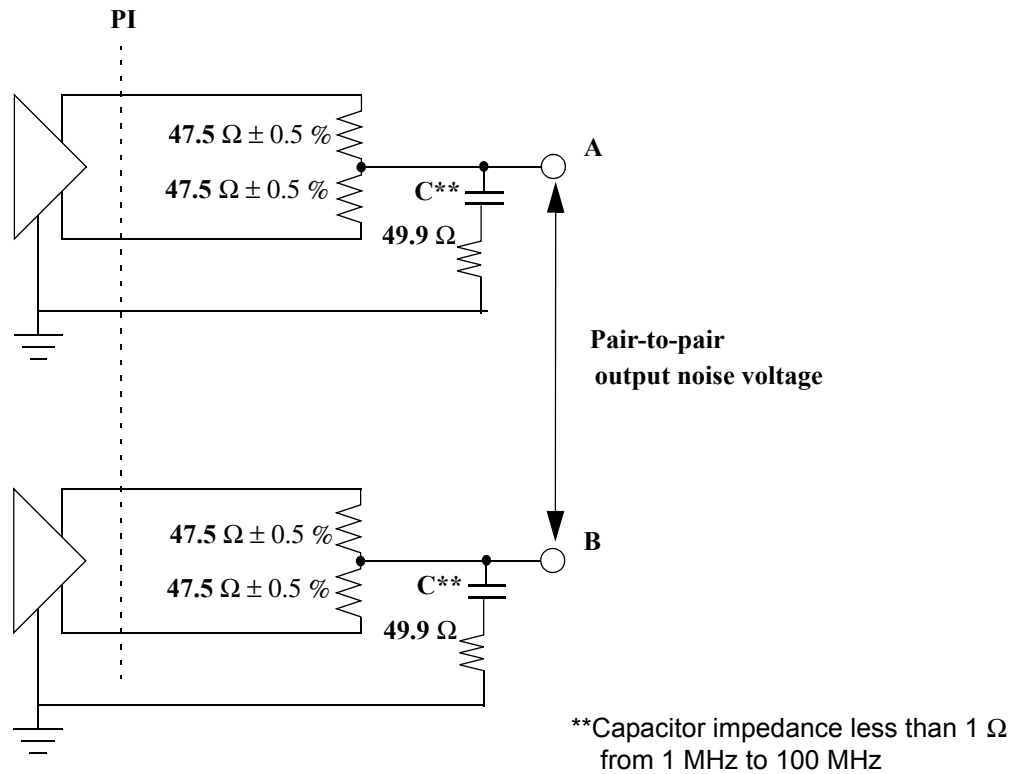 PI
47.5 Ω ± 0.5 %
47.5 Ω ± 0.5 %
A
C**
49.9 Ω
Pair-to-pair
output noise voltage
47.5 Ω ± 0.5 %
47.5 Ω ± 0.5 %
B
C**
49.9 Ω
**Capacitor impedance less than 1 Ω
from 1 MHz to 100 MHz